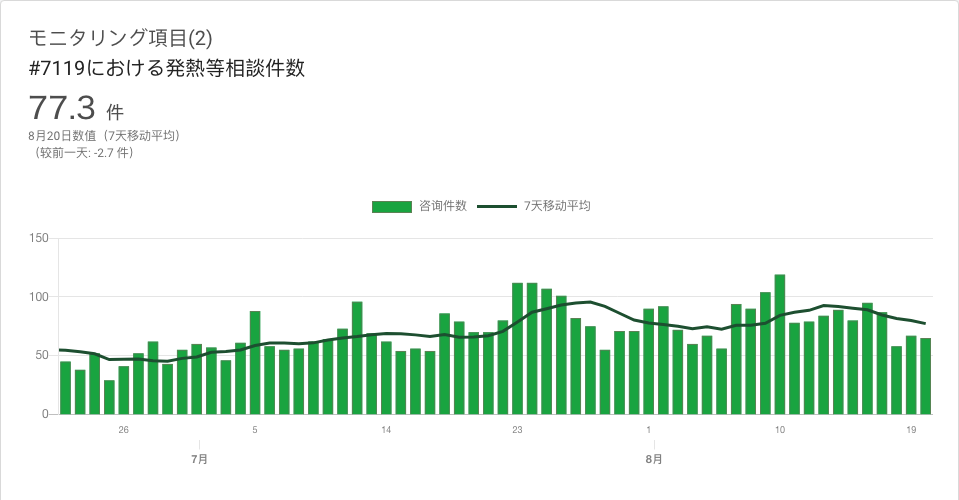 モニタリング項目(2)
#7119における発熱等相談件数
77.3 件
8月20日数值（7天移动平均）
（较前一天: -2.7 件）
咨询件数 7天移动平均
150
100
50
0
26 5 14 23 1 10 19
7月 8月